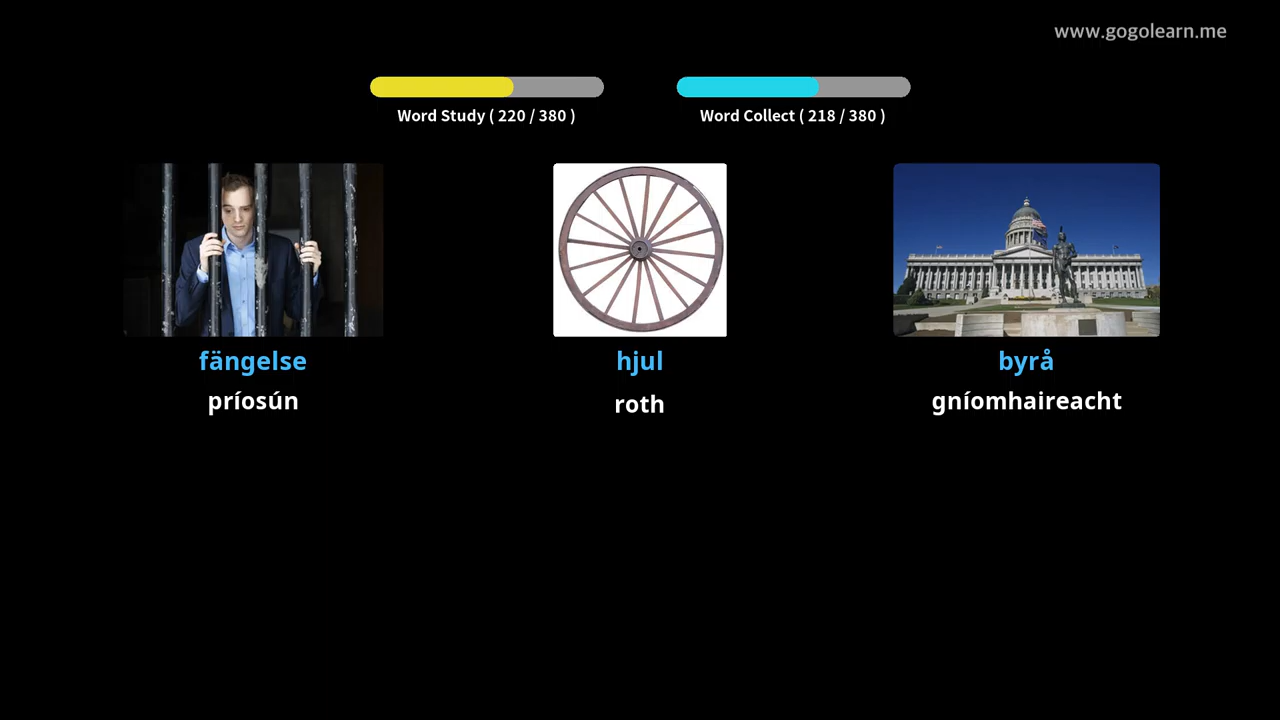 www.gogolearn.me
Word Study ( 220 / 380 )
Word Collect ( 218 / 380 )
fängelse
príosún
hjul
roth
byrå
gníomhaireacht